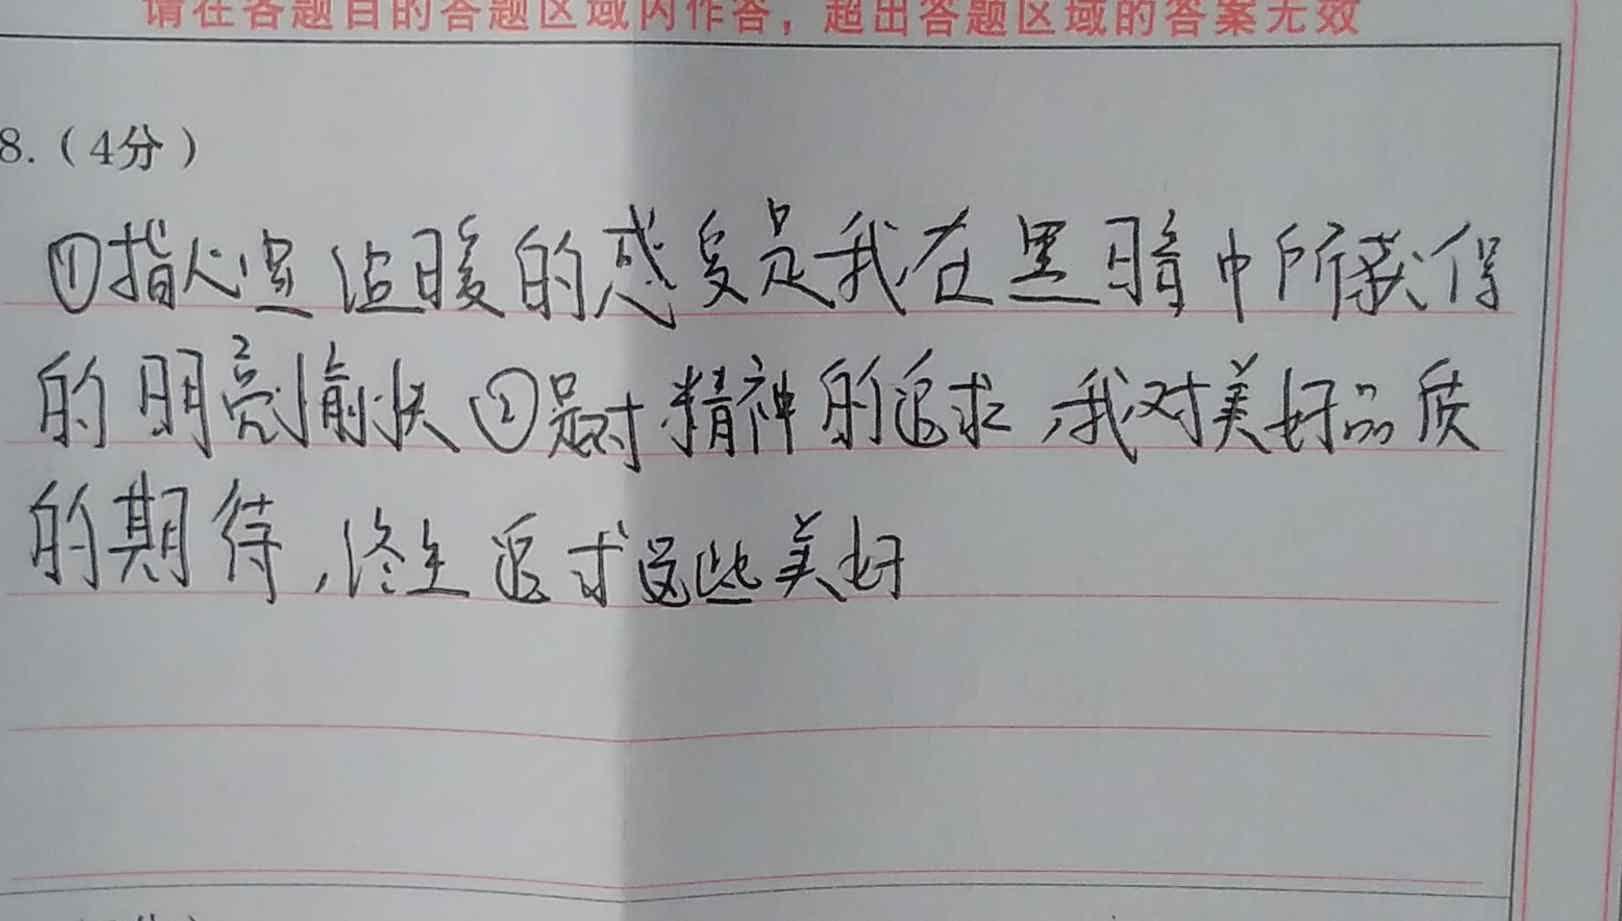 请在各题目的答题区域内作答，超出答题区域的答案无效
8.（4分）
①指心灵温暖的感受是我在黑暗中所获得
的明亮愉快②是对精神的追求,我对美好品质
的期待,终生追求这些美好